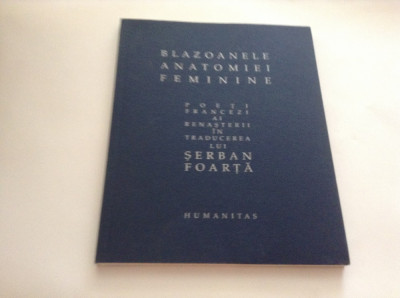 BLAZOANELE
ANATOMIEI
FEMININE
POEȚI
FRANCEZI
AI
RENAȘTERII
ÎN
TRADUCEREA
LUI
ȘERBAN
FOARȚĂ
HUMANITAS